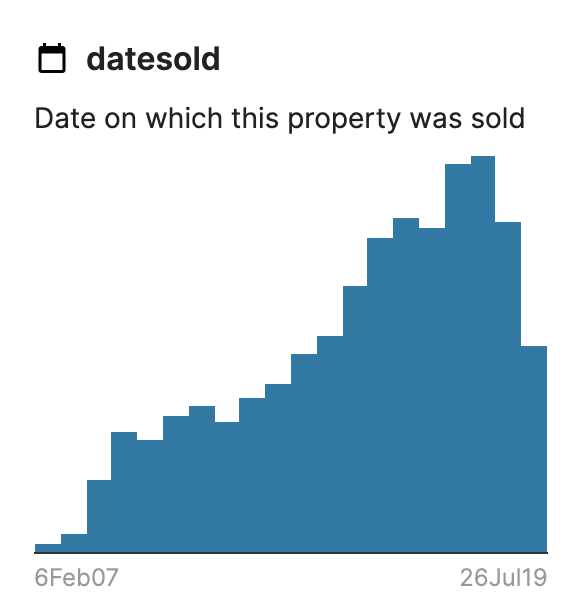 datesold
Date on which this property was sold
6Feb07 26Jul19